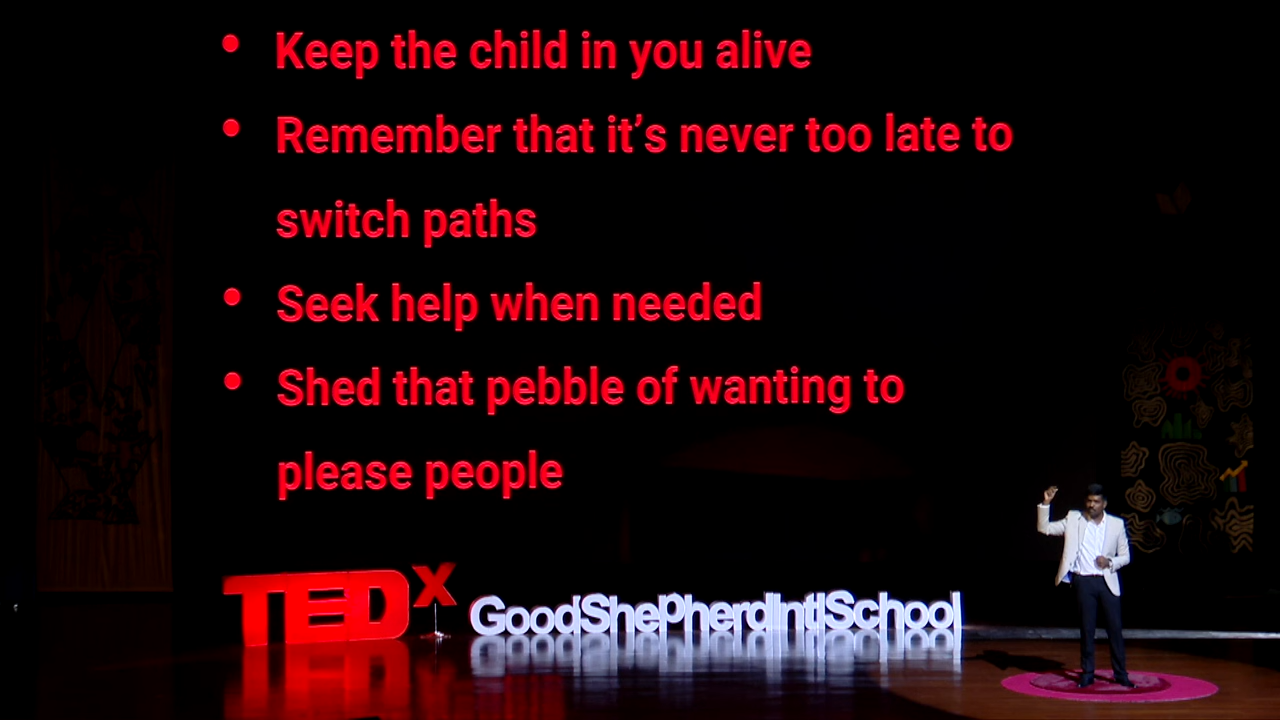 • Keep the child in you alive
• Remember that it’s never too late to
switch paths
• Seek help when needed
• Shed that pebble of wanting to
please people
TEDx GoodShePherdIntlSchool